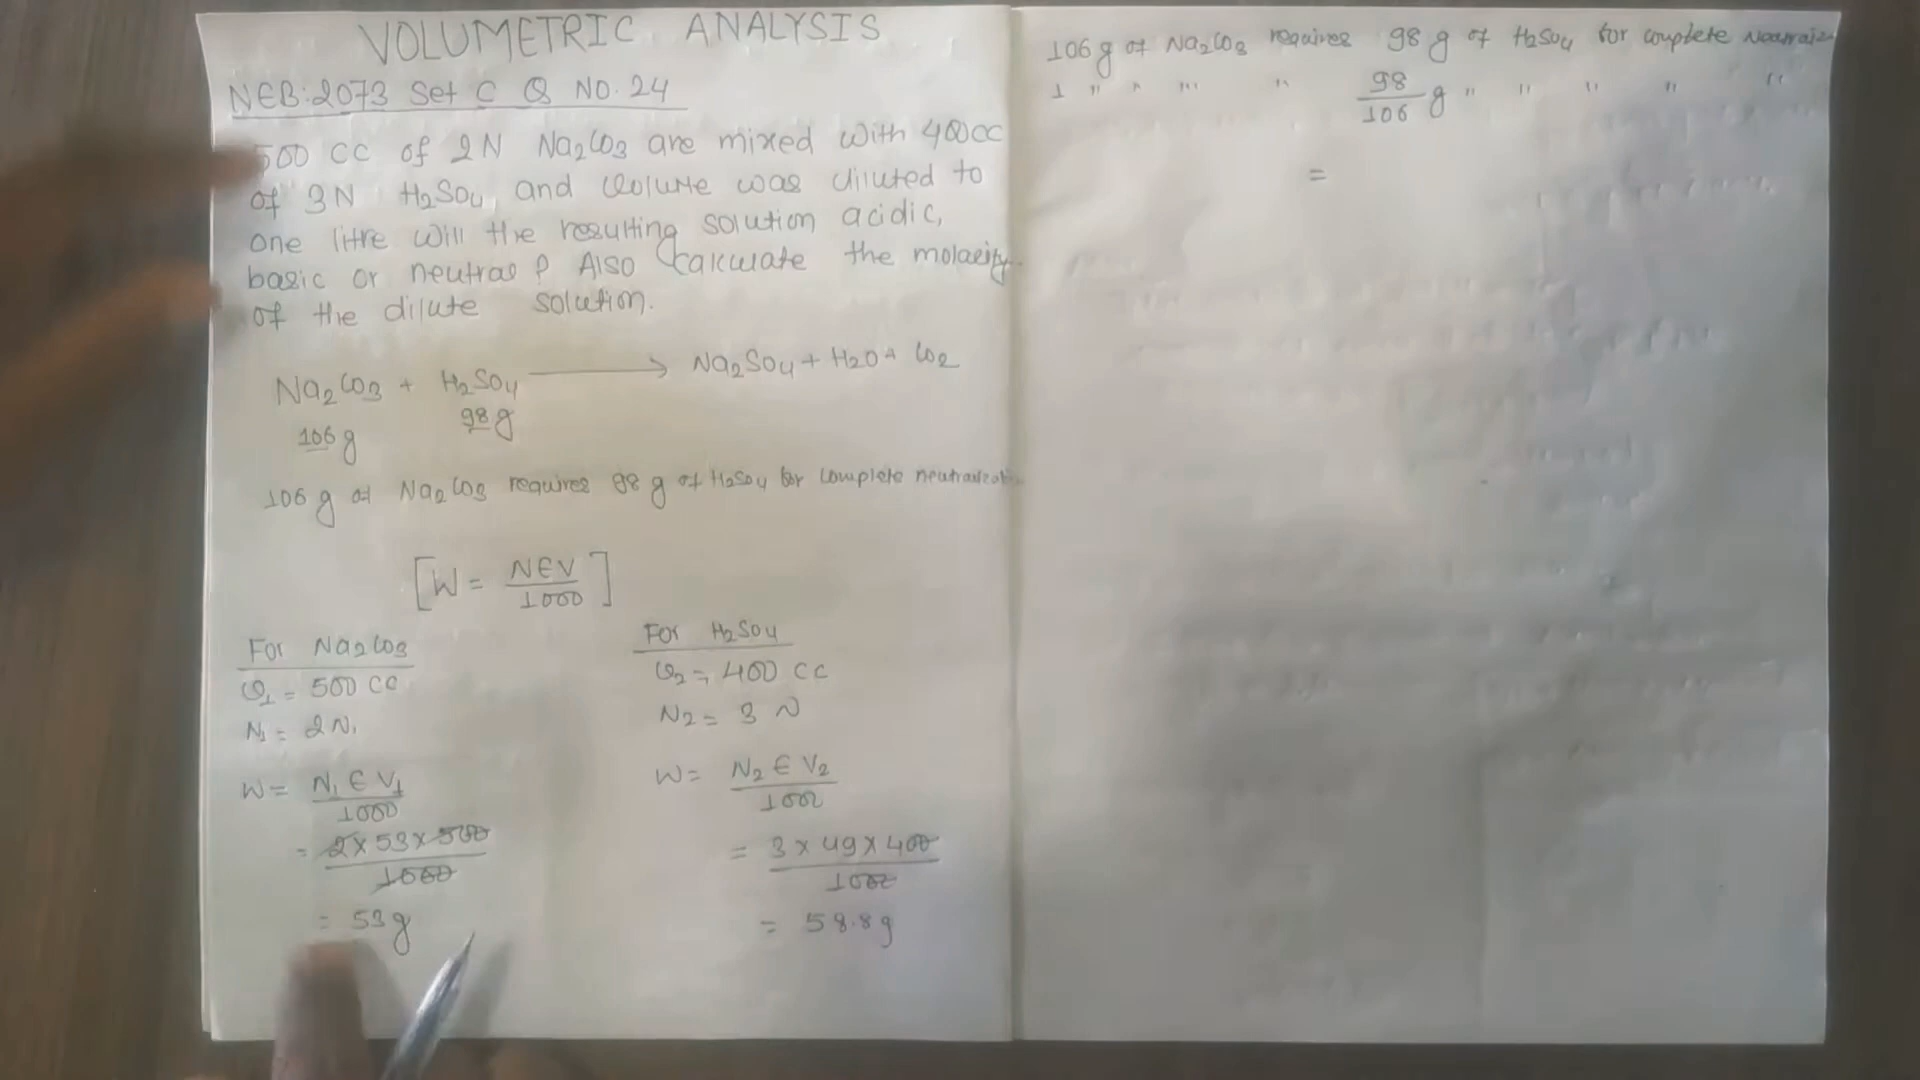 VOLUMETRIC ANALYSIS
NEB:2073 Set C Q NO. 24
500 CC of 2N Na2CO3 are mixed with 400CC
of 3N H2SO4, and volume was diluted to
one litre will the resulting solution acidic,
basic or neutral ? Also calculate the molarity
of the dilute solution.
Na2CO3 + H2SO4 → Na2SO4 + H2O + CO2
106 g 98 g
106 g of Na2CO3 requires 98 g of H2SO4 for complete
[W = NEV/1000]
For Na2CO3
V1 = 500 CC
N1 = 2N
W = N1 E V1/1000
= 2 x 53 x 500/1000
= 53 g
For H2SO4
V2 = 400 CC
N2 = 3 N
W = N2 E V2/1000
= 3 x 49 x 400/1000
= 58.8 g
106 g of Na2CO3 requires 98 g of H2SO4 for complete
1 " " " " 98/106 g " " " " "
=